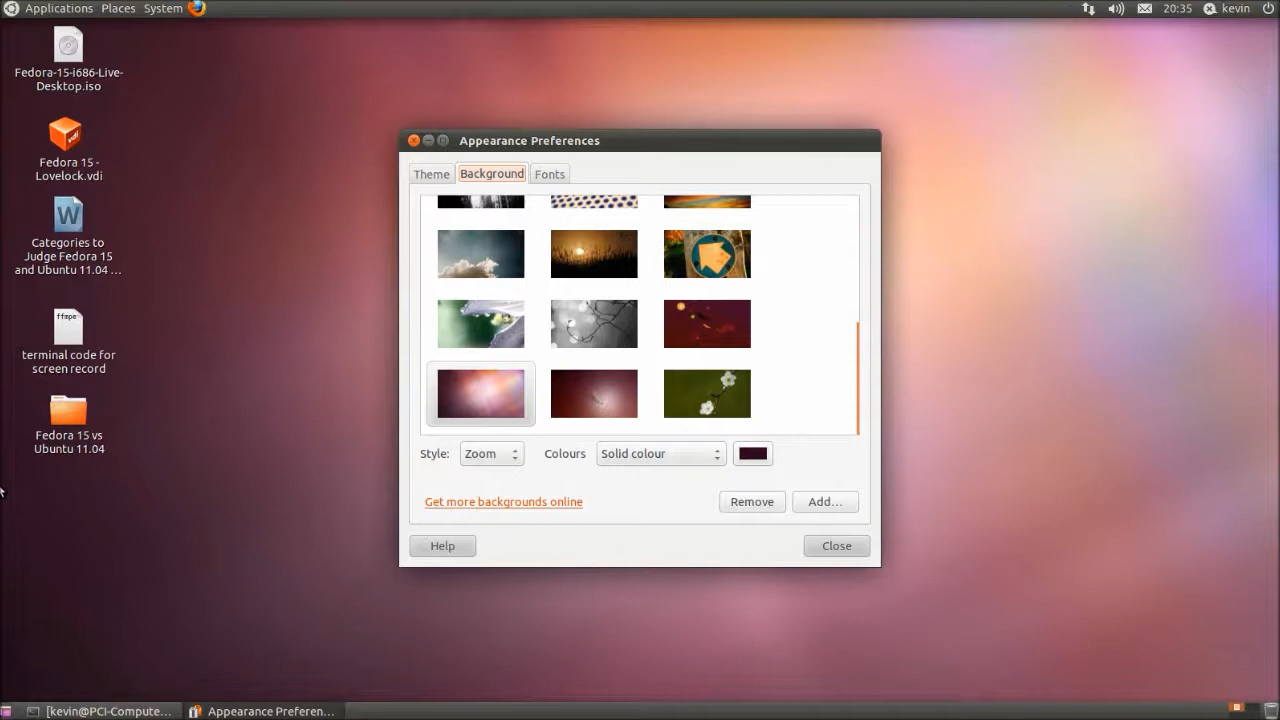 Applications Places System
20:35 kevin
Fedora-15-i686-Live-
Desktop.iso
vdi
Fedora 15 -
Lovelock.vdi
W
Categories to
Judge Fedora 15
and Ubuntu 11.04 ...
ffmpe
terminal code for
screen record
Fedora 15 vs
Ubuntu 11.04
Appearance Preferences
Theme Background Fonts
Style: Zoom Colours Solid colour
Get more backgrounds online Remove Add...
Help Close
[kevin@PCI-Compute... Appearance Preferen...